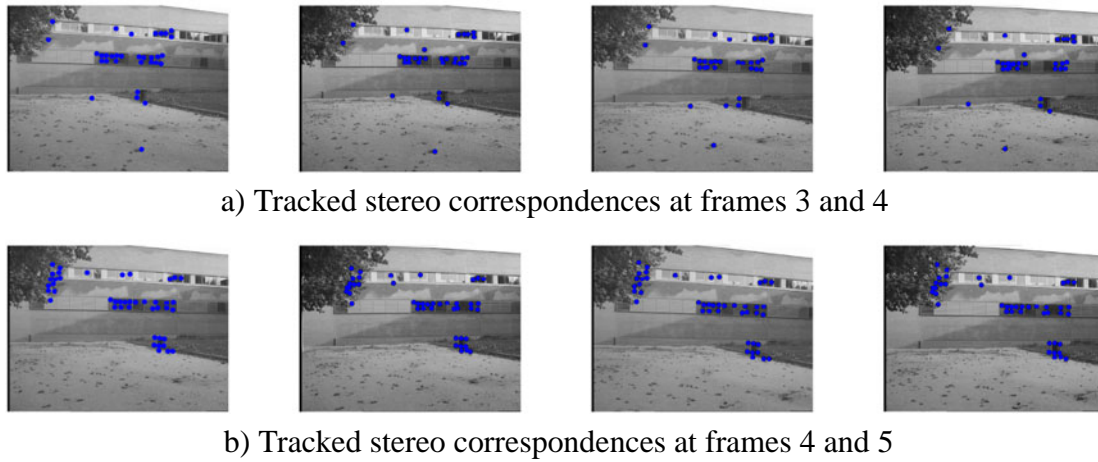 a) Tracked stereo correspondences at frames 3 and 4
b) Tracked stereo correspondences at frames 4 and 5